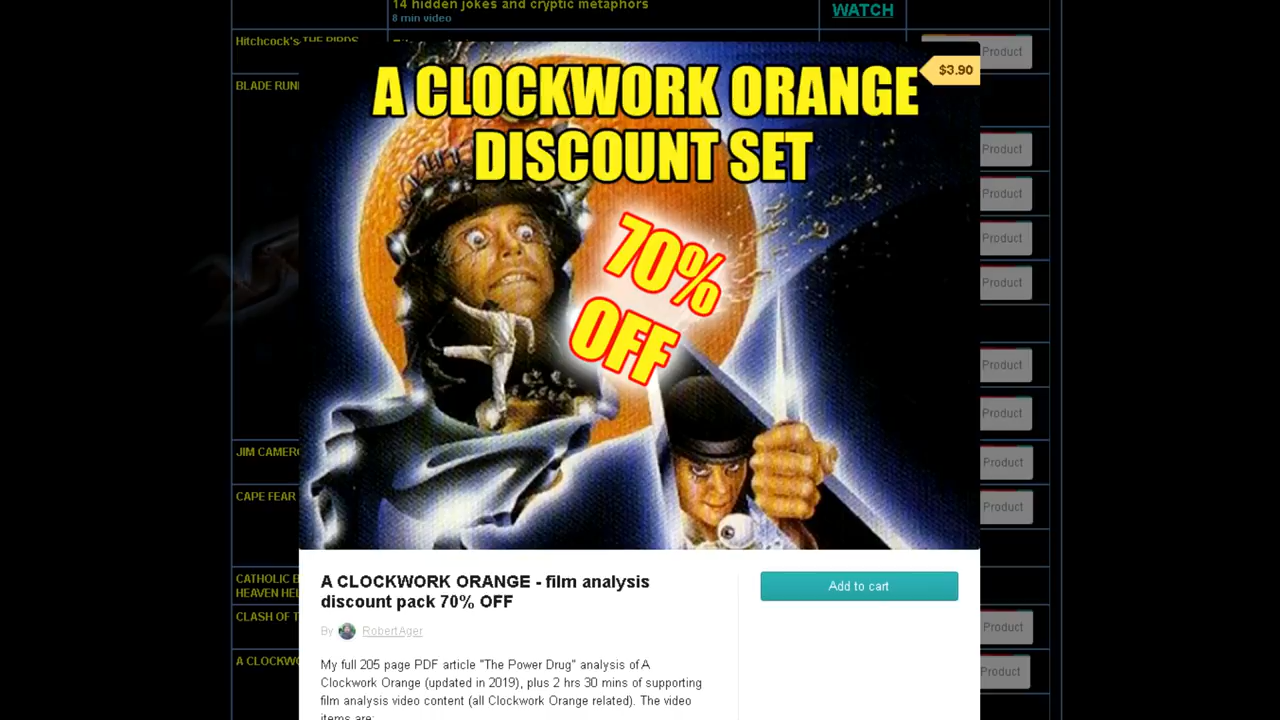 14 hidden jokes and cryptic metaphors
8 min video
WATCH
Hitchcock's THE BIRDS
Product
$3.90
A CLOCKWORK ORANGE
DISCOUNT SET
BLADE RUN
Product
Product
70%
OFF
Product
Product
Product
Product
JIM CAMER
Product
CAPE FEAR
Product
CATHOLIC B
HEAVEN HE
CLASH OF T
Product
A CLOCKWO
Product
A CLOCKWORK ORANGE - film analysis
discount pack 70% OFF
Add to cart
By RobertAger
My full 205 page PDF article "The Power Drug" analysis of A
Clockwork Orange (updated in 2019), plus 2 hrs 30 mins of supporting
film analysis video content (all Clockwork Orange related). The video
items are: